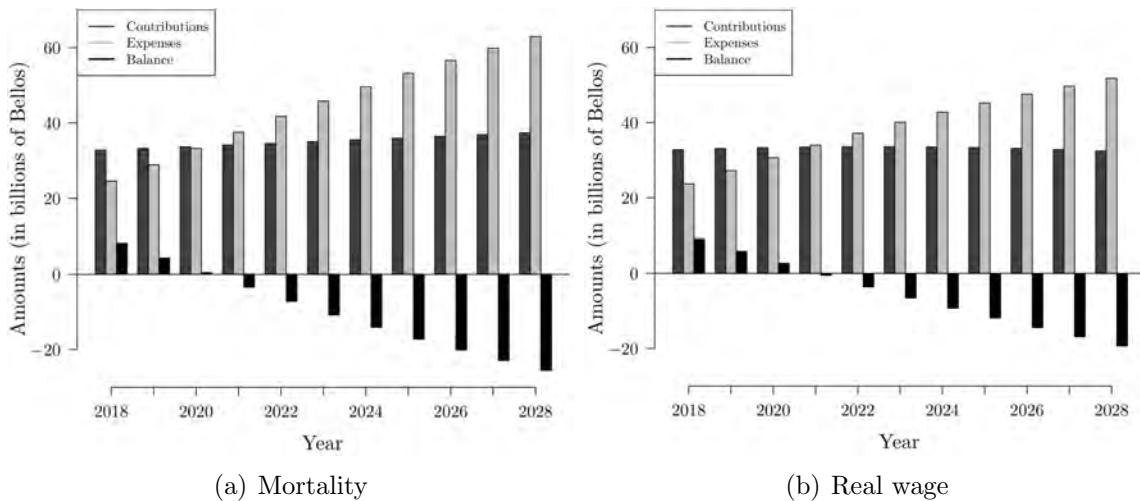 Contributions
Expenses
Balance
Amounts (in billions of Bellos)
60
40
20
0
−20
2018 2020 2022 2024 2026 2028
Year
(a) Mortality
Contributions
Expenses
Balance
Amounts (in billions of Bellos)
60
40
20
0
−20
2018 2020 2022 2024 2026 2028
Year
(b) Real wage